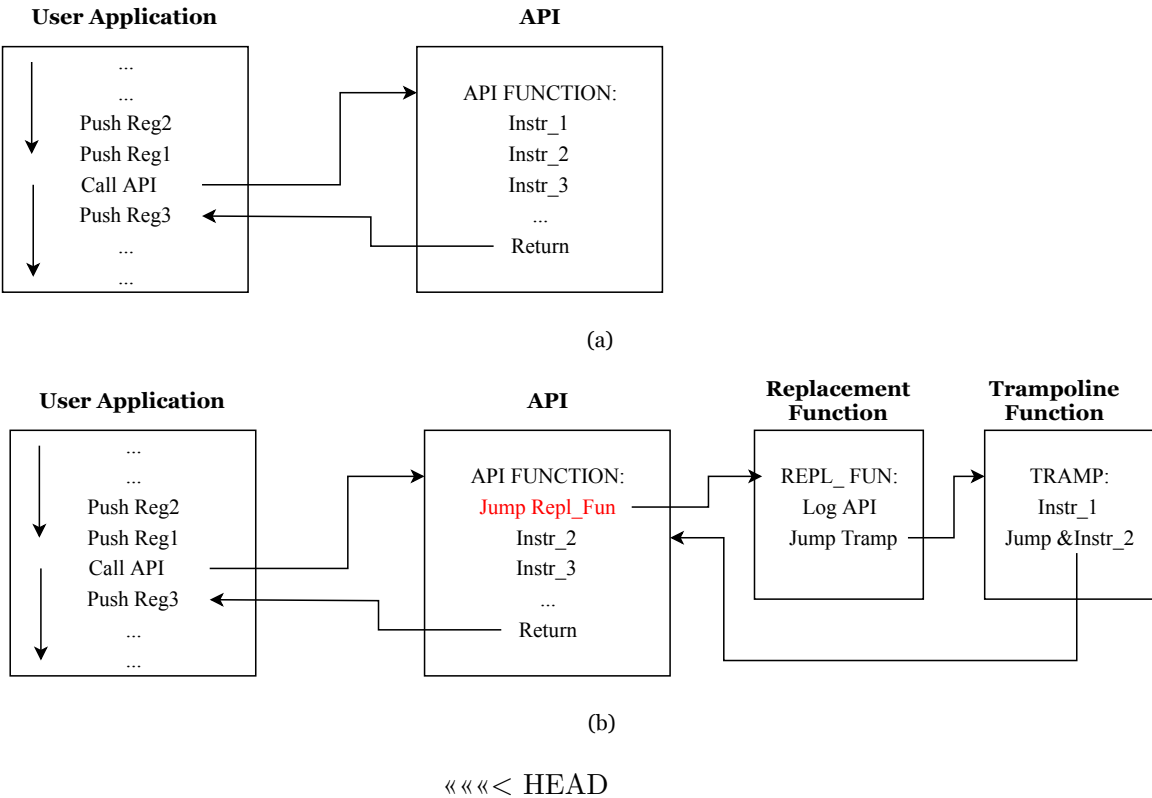 User Application
...
...
Push Reg2
Push Reg1
Call API
Push Reg3
...
...
API
API FUNCTION:
Instr_1
Instr_2
Instr_3
...
Return
(a)
User Application
...
...
Push Reg2
Push Reg1
Call API
Push Reg3
...
...
API
API FUNCTION:
Jump Repl_Fun
Instr_2
Instr_3
...
Return
Replacement
Function
REPL_ FUN:
Log API
Jump Tramp
Trampoline
Function
TRAMP:
Instr_1
Jump &Instr_2
(b)
«««< HEAD